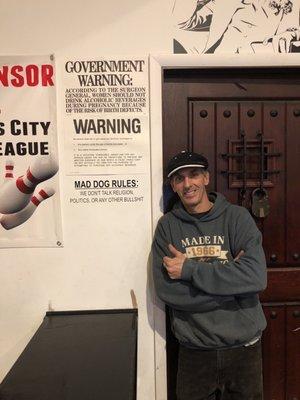 NSOR
S CITY
EAGUE
GOVERNMENT
WARNING:
ACCORDING TO THE SURGEON
GENERAL, WOMEN SHOULD NOT
DRINK ALCOHOLIC BEVERAGES
DURING PREGNANCY BECAUSE
OF THE RISK OF BIRTH DEFECTS.
WARNING
MAD DOG RULES:
WE DON'T TALK RELIGION,
POLITICS, OR ANY OTHER BULLSHIT
MADE IN
1966